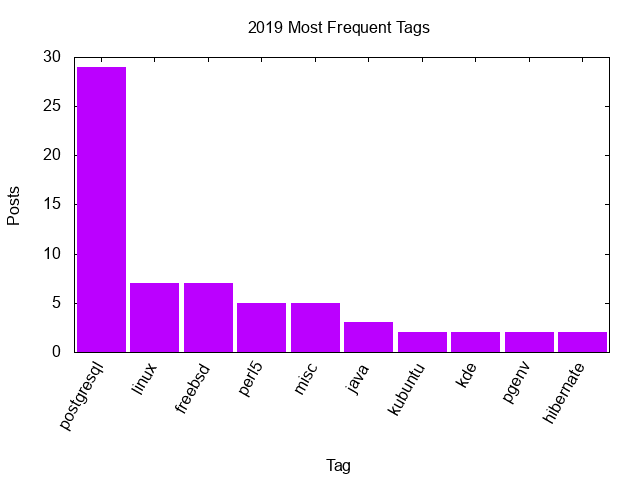 2019 Most Frequent Tags
30
25
20
15
10
5
0
Posts
postgresql
linux
freebsd
perl5
misc
java
kubuntu
kde
pgenv
hibernate
Tag